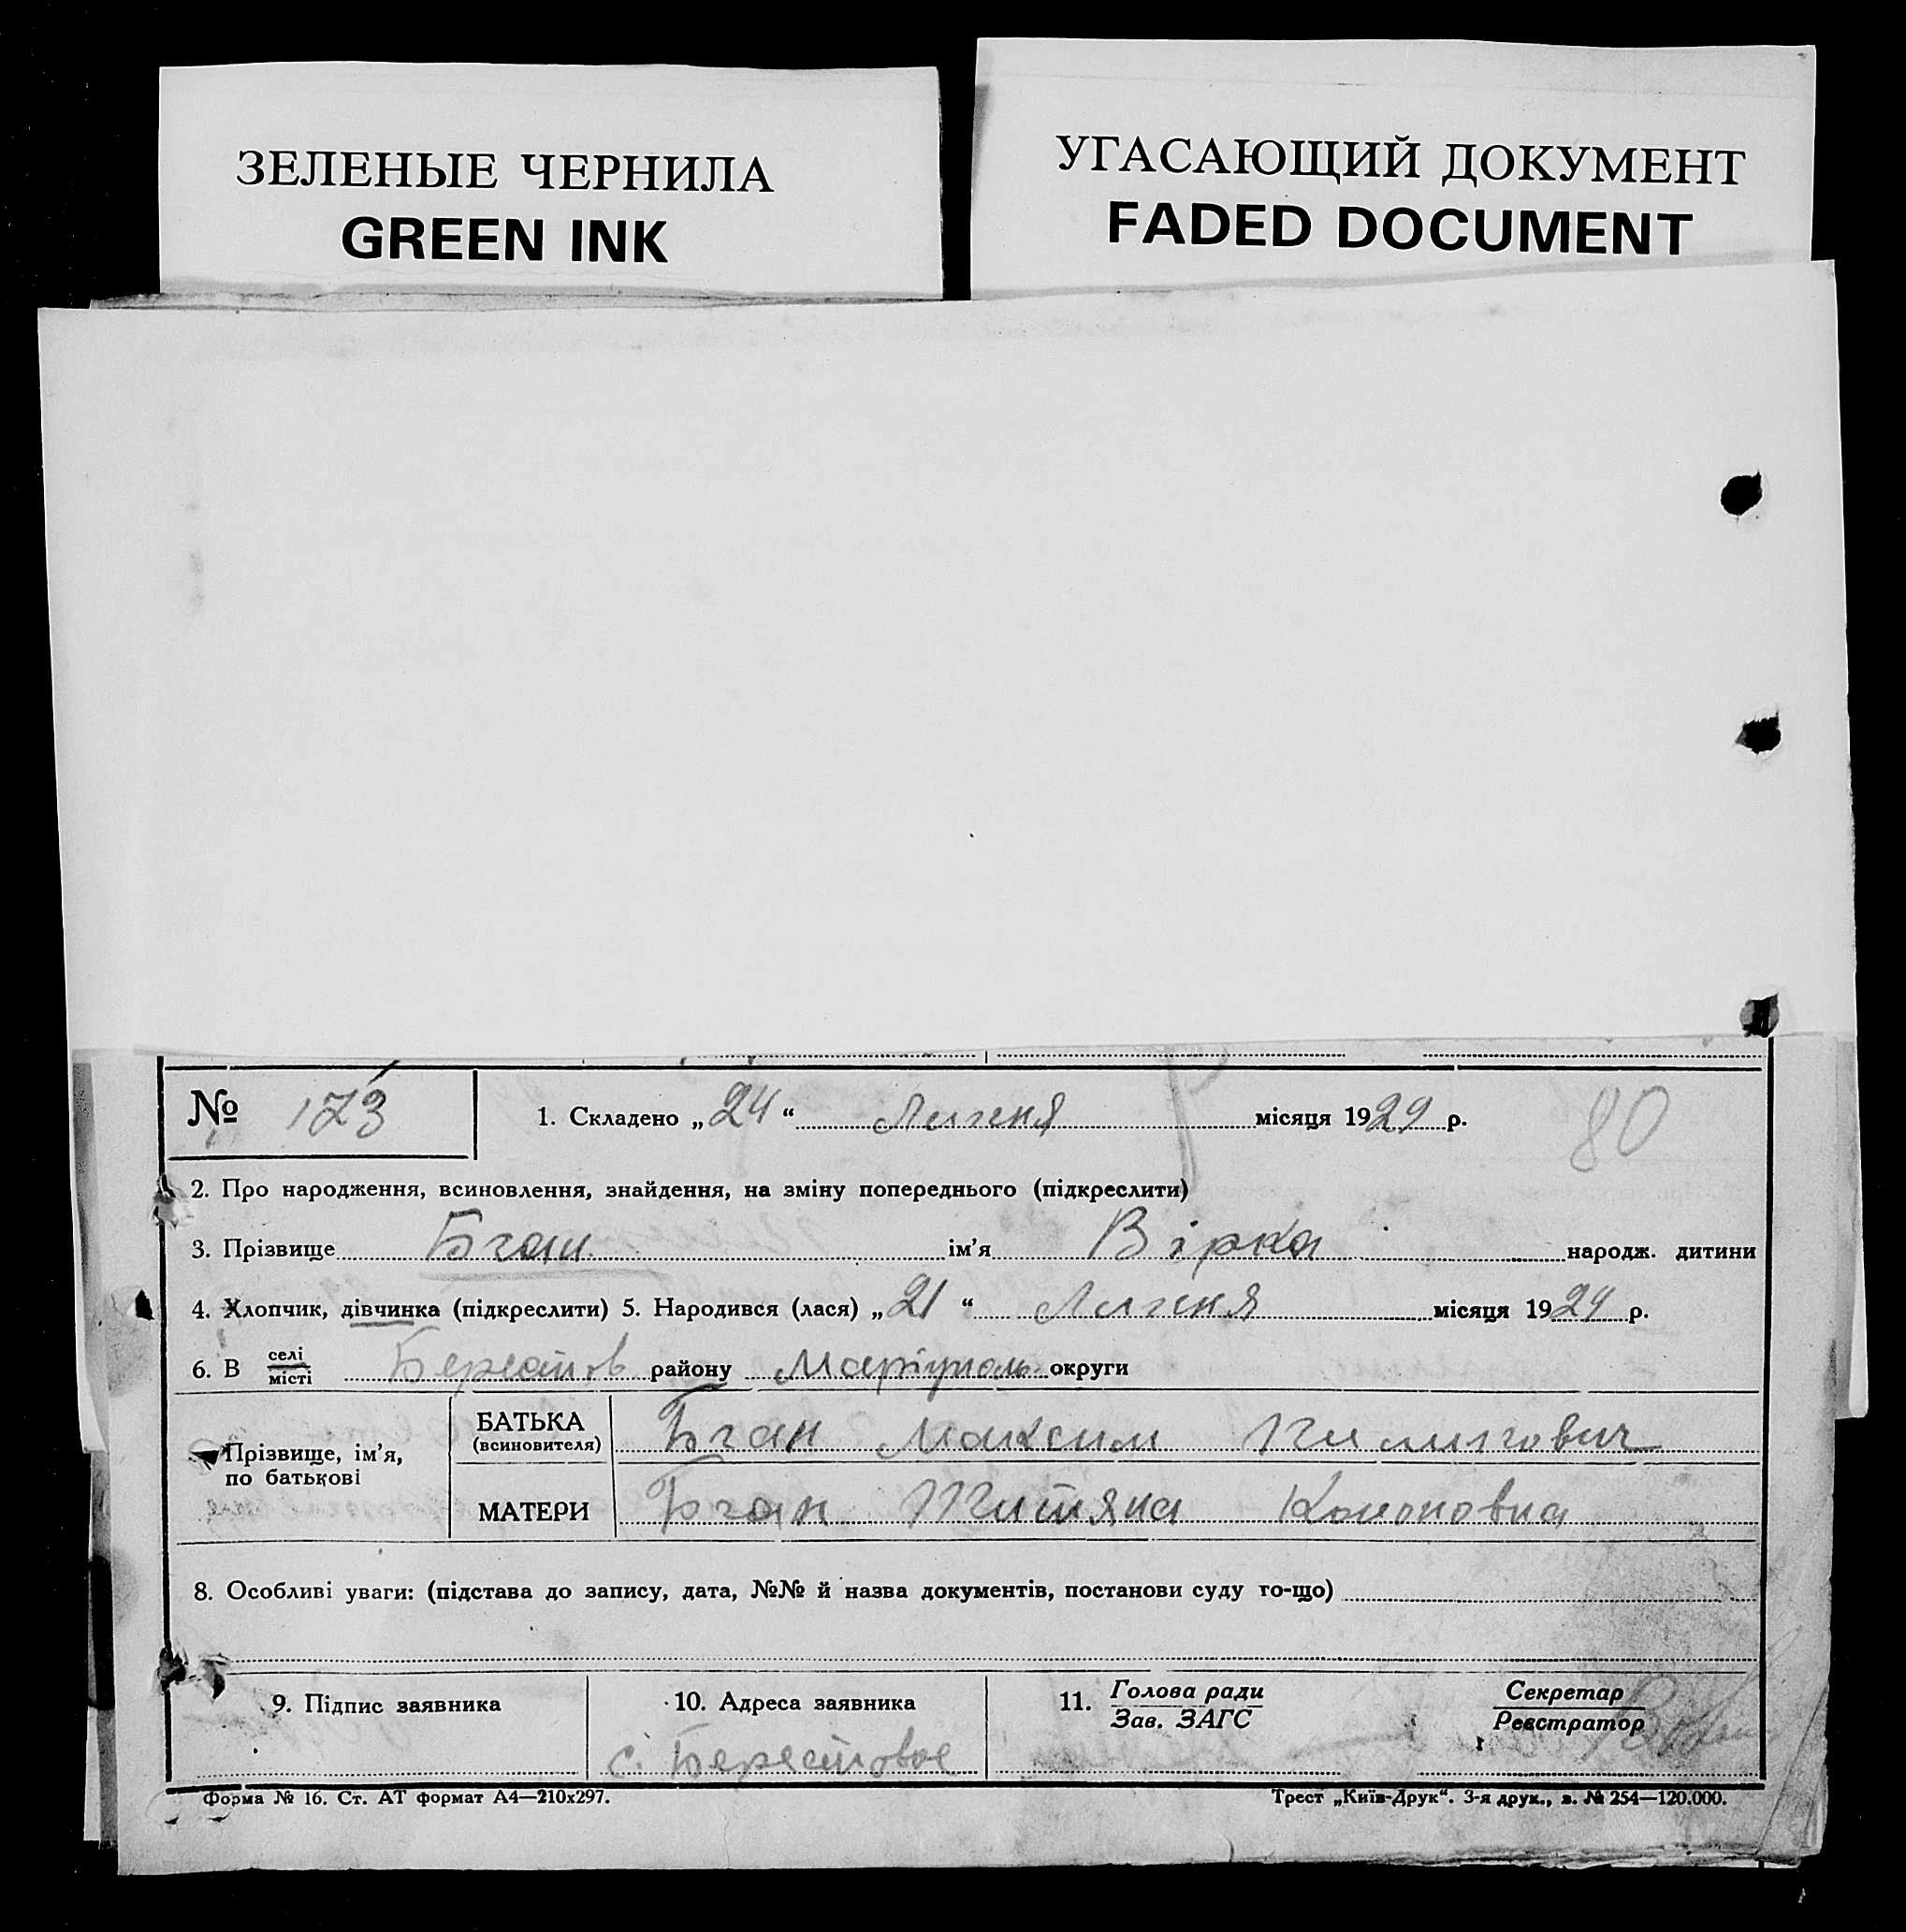 ЗЕЛЕНЫЕ ЧЕРНИЛА
GREEN INK
УГАСАЮЩИЙ ДОКУМЕНТ
FADED DOCUMENT
№ 173
1. Складено „24“ Липня місяця 1929 р.
80
2. Про народження, всиновлення, знайдення, на зміну попереднього (підкреслити)
3. Прізвище Бган ім’я Вірка народж. дитини
4. Хлопчик, дівчинка (підкреслити) 5. Народився (лася) „21“ Липня місяця 1929 р.
6. В селі місті Берестов району Маріуполь округи
Прізвище, ім’я, по батькові
БАТЬКА (всиновителя) Бган Максим
МАТЕРИ Бган Титяна Кононовна
8. Особливі уваги: (підстава до запису, дата, №№ й назва документів, постанови суду то-що)
9. Підпис заявника
10. Адреса заявника
с. Берестовое
11. Голова ради Зав. ЗАГС
Секретар Реєстратор
Форма № 16. Ст. АТ формат А4—210х297.
Трест „Київ-Друк“. 3-я друк., з. № 254—120.000.